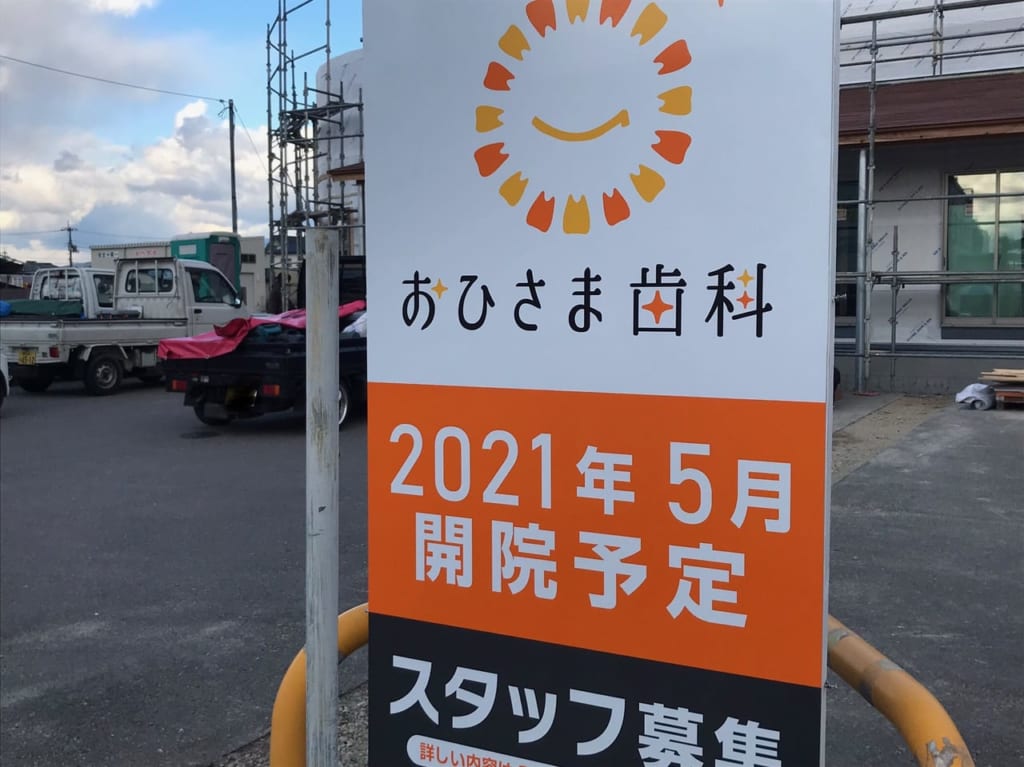 おひさま歯科
2021年5月
開院予定
スタッフ募集
詳しい内容は